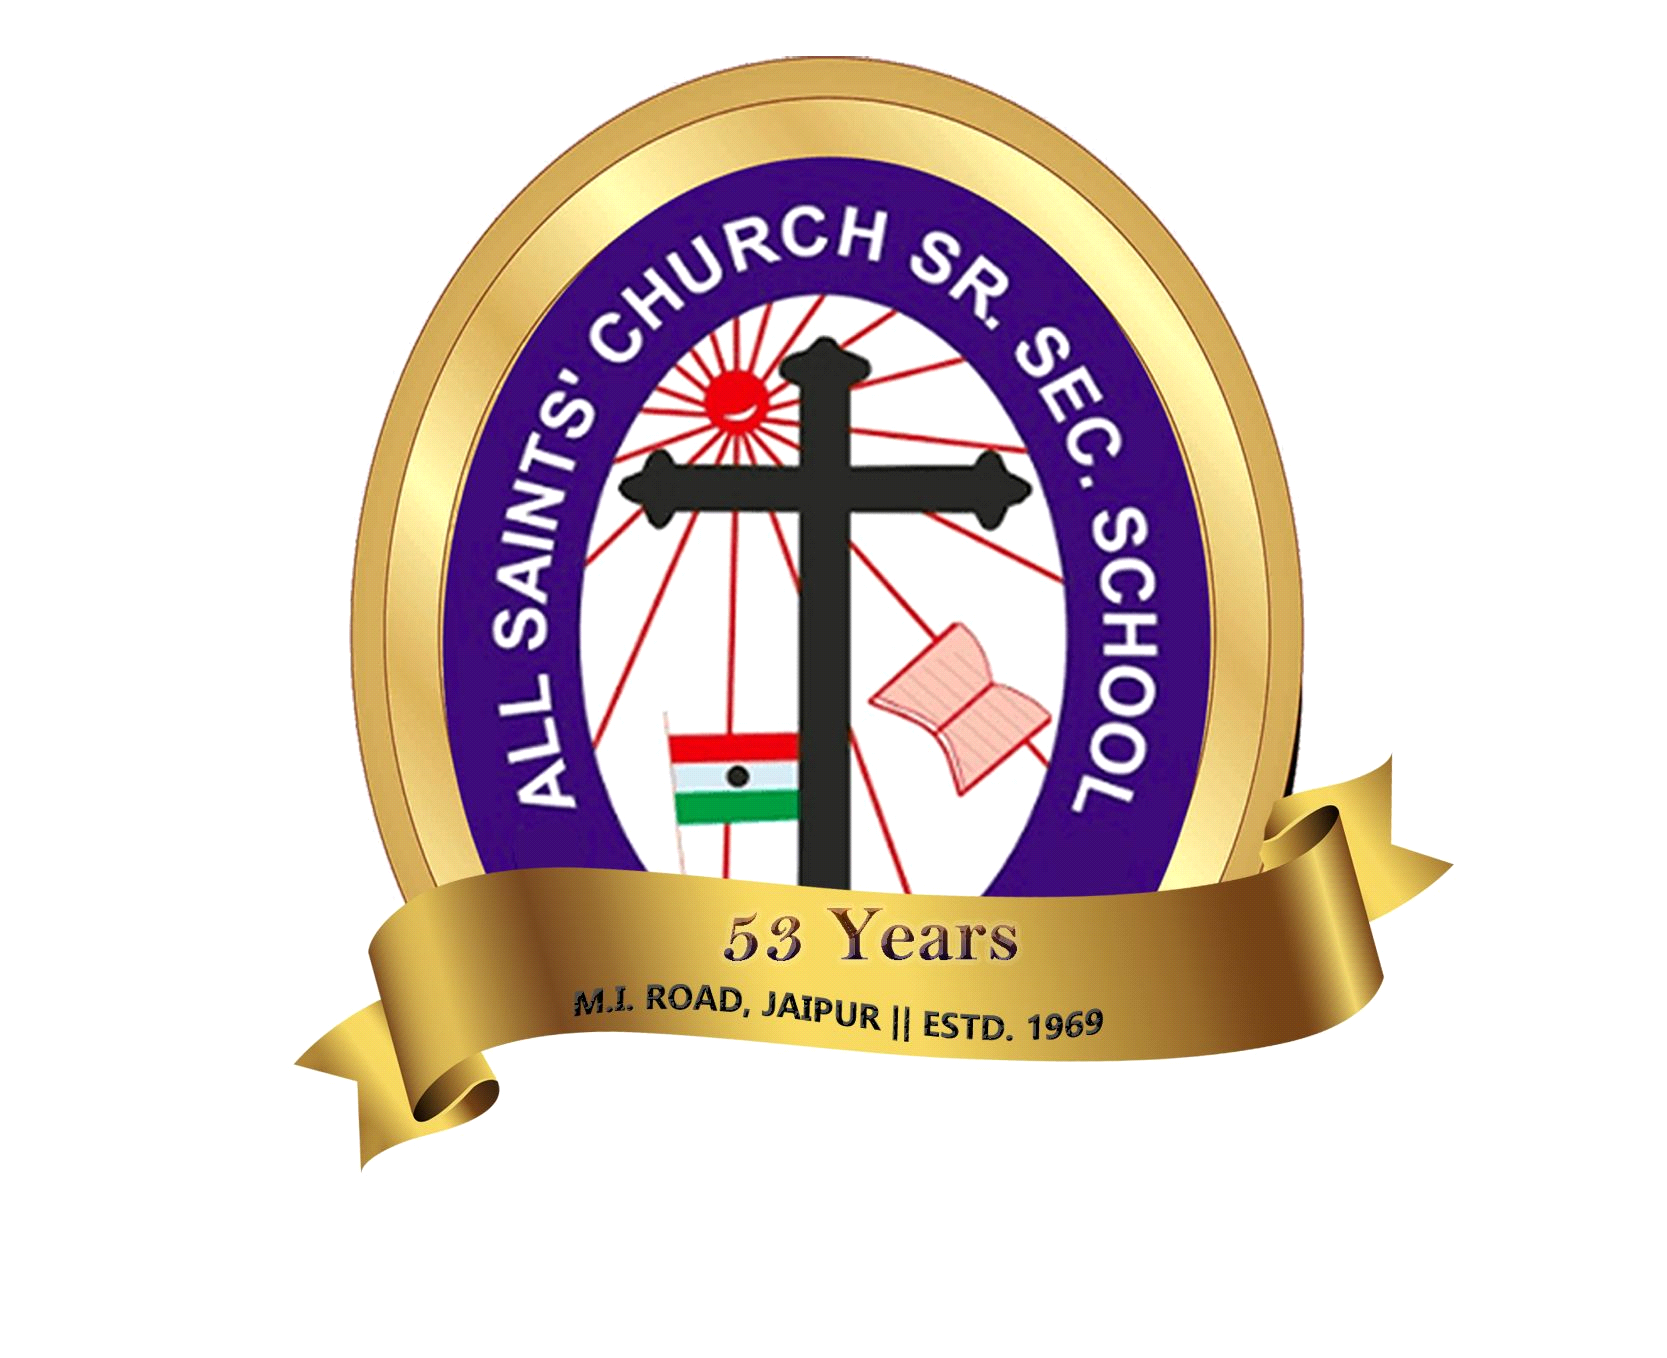 ALL SAINTS' CHURCH SR. SEC. SCHOOL
53 Years
M.I. ROAD, JAIPUR || ESTD. 1969